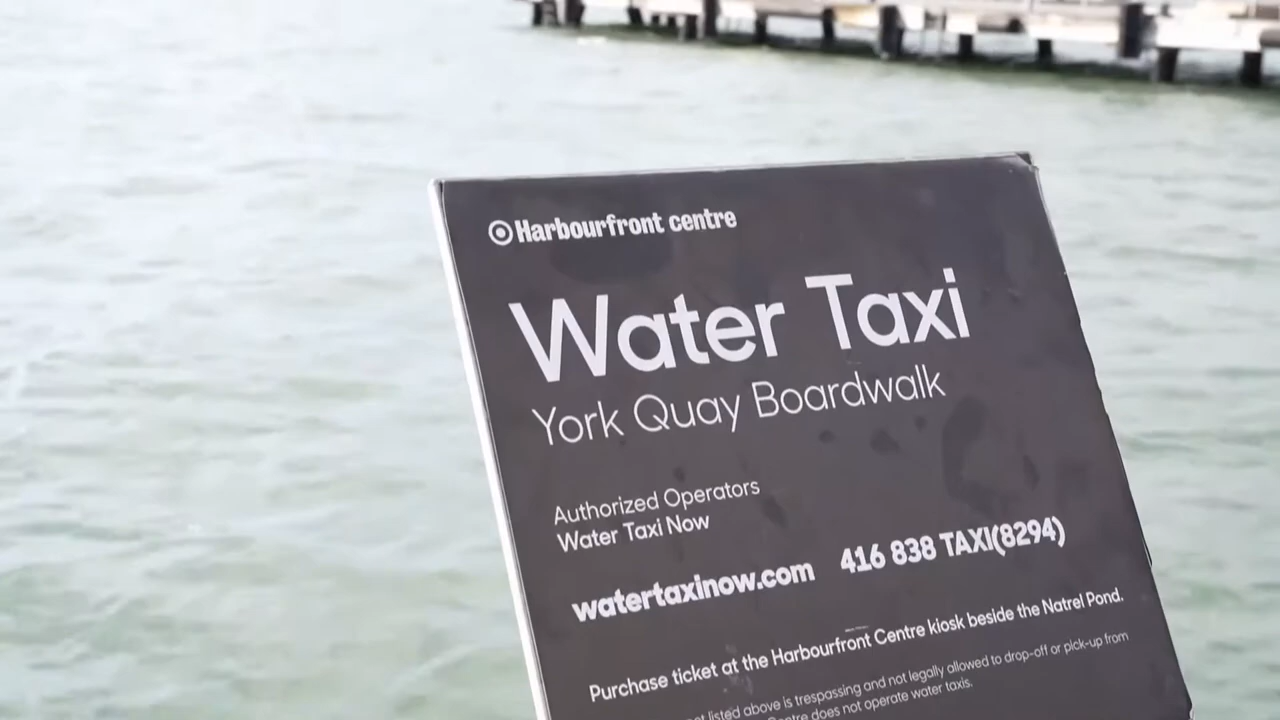 Harbourfront centre
Water Taxi
York Quay Boardwalk
Authorized Operators
Water Taxi Now
watertaxinow.com 416 838 TAXI(8294)
Purchase ticket at the Harbourfront Centre kiosk beside the Natrel Pond.
listed above is trespassing and not legally allowed to drop-off or pick-up from
does not operate water taxis.